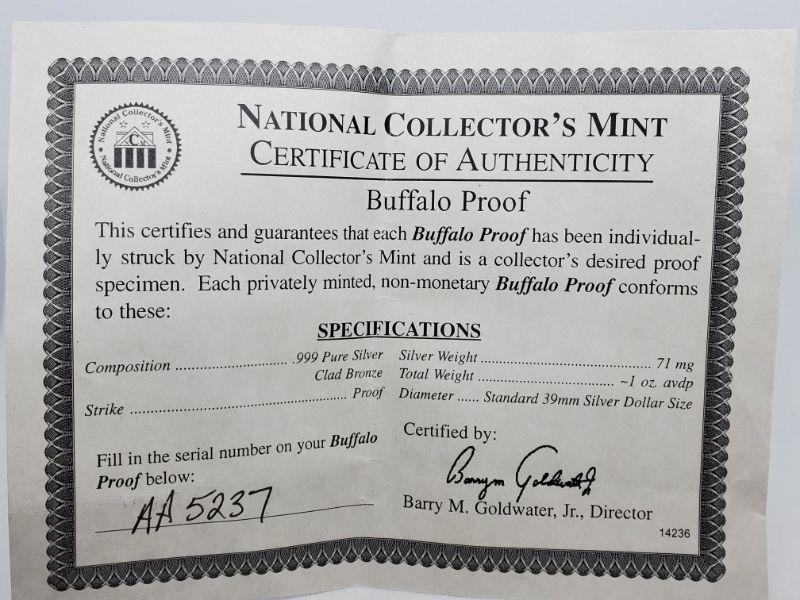 National Collector's Mint
C M
National Collector's Mint
NATIONAL COLLECTOR'S MINT
CERTIFICATE OF AUTHENTICITY
Buffalo Proof
This certifies and guarantees that each Buffalo Proof has been individual-
ly struck by National Collector's Mint and is a collector's desired proof
specimen. Each privately minted, non-monetary Buffalo Proof conforms
to these:
SPECIFICATIONS
Composition .................................. .999 Pure Silver
Clad Bronze
Strike ............................................................. Proof
Silver Weight .................................................. 71 mg
Total Weight ........................................ ~1 oz. avdp
Diameter ...... Standard 39mm Silver Dollar Size
Fill in the serial number on your Buffalo
Proof below:
AA 5237
Certified by:
Barry M Goldwater Jr
Barry M. Goldwater, Jr., Director
14236